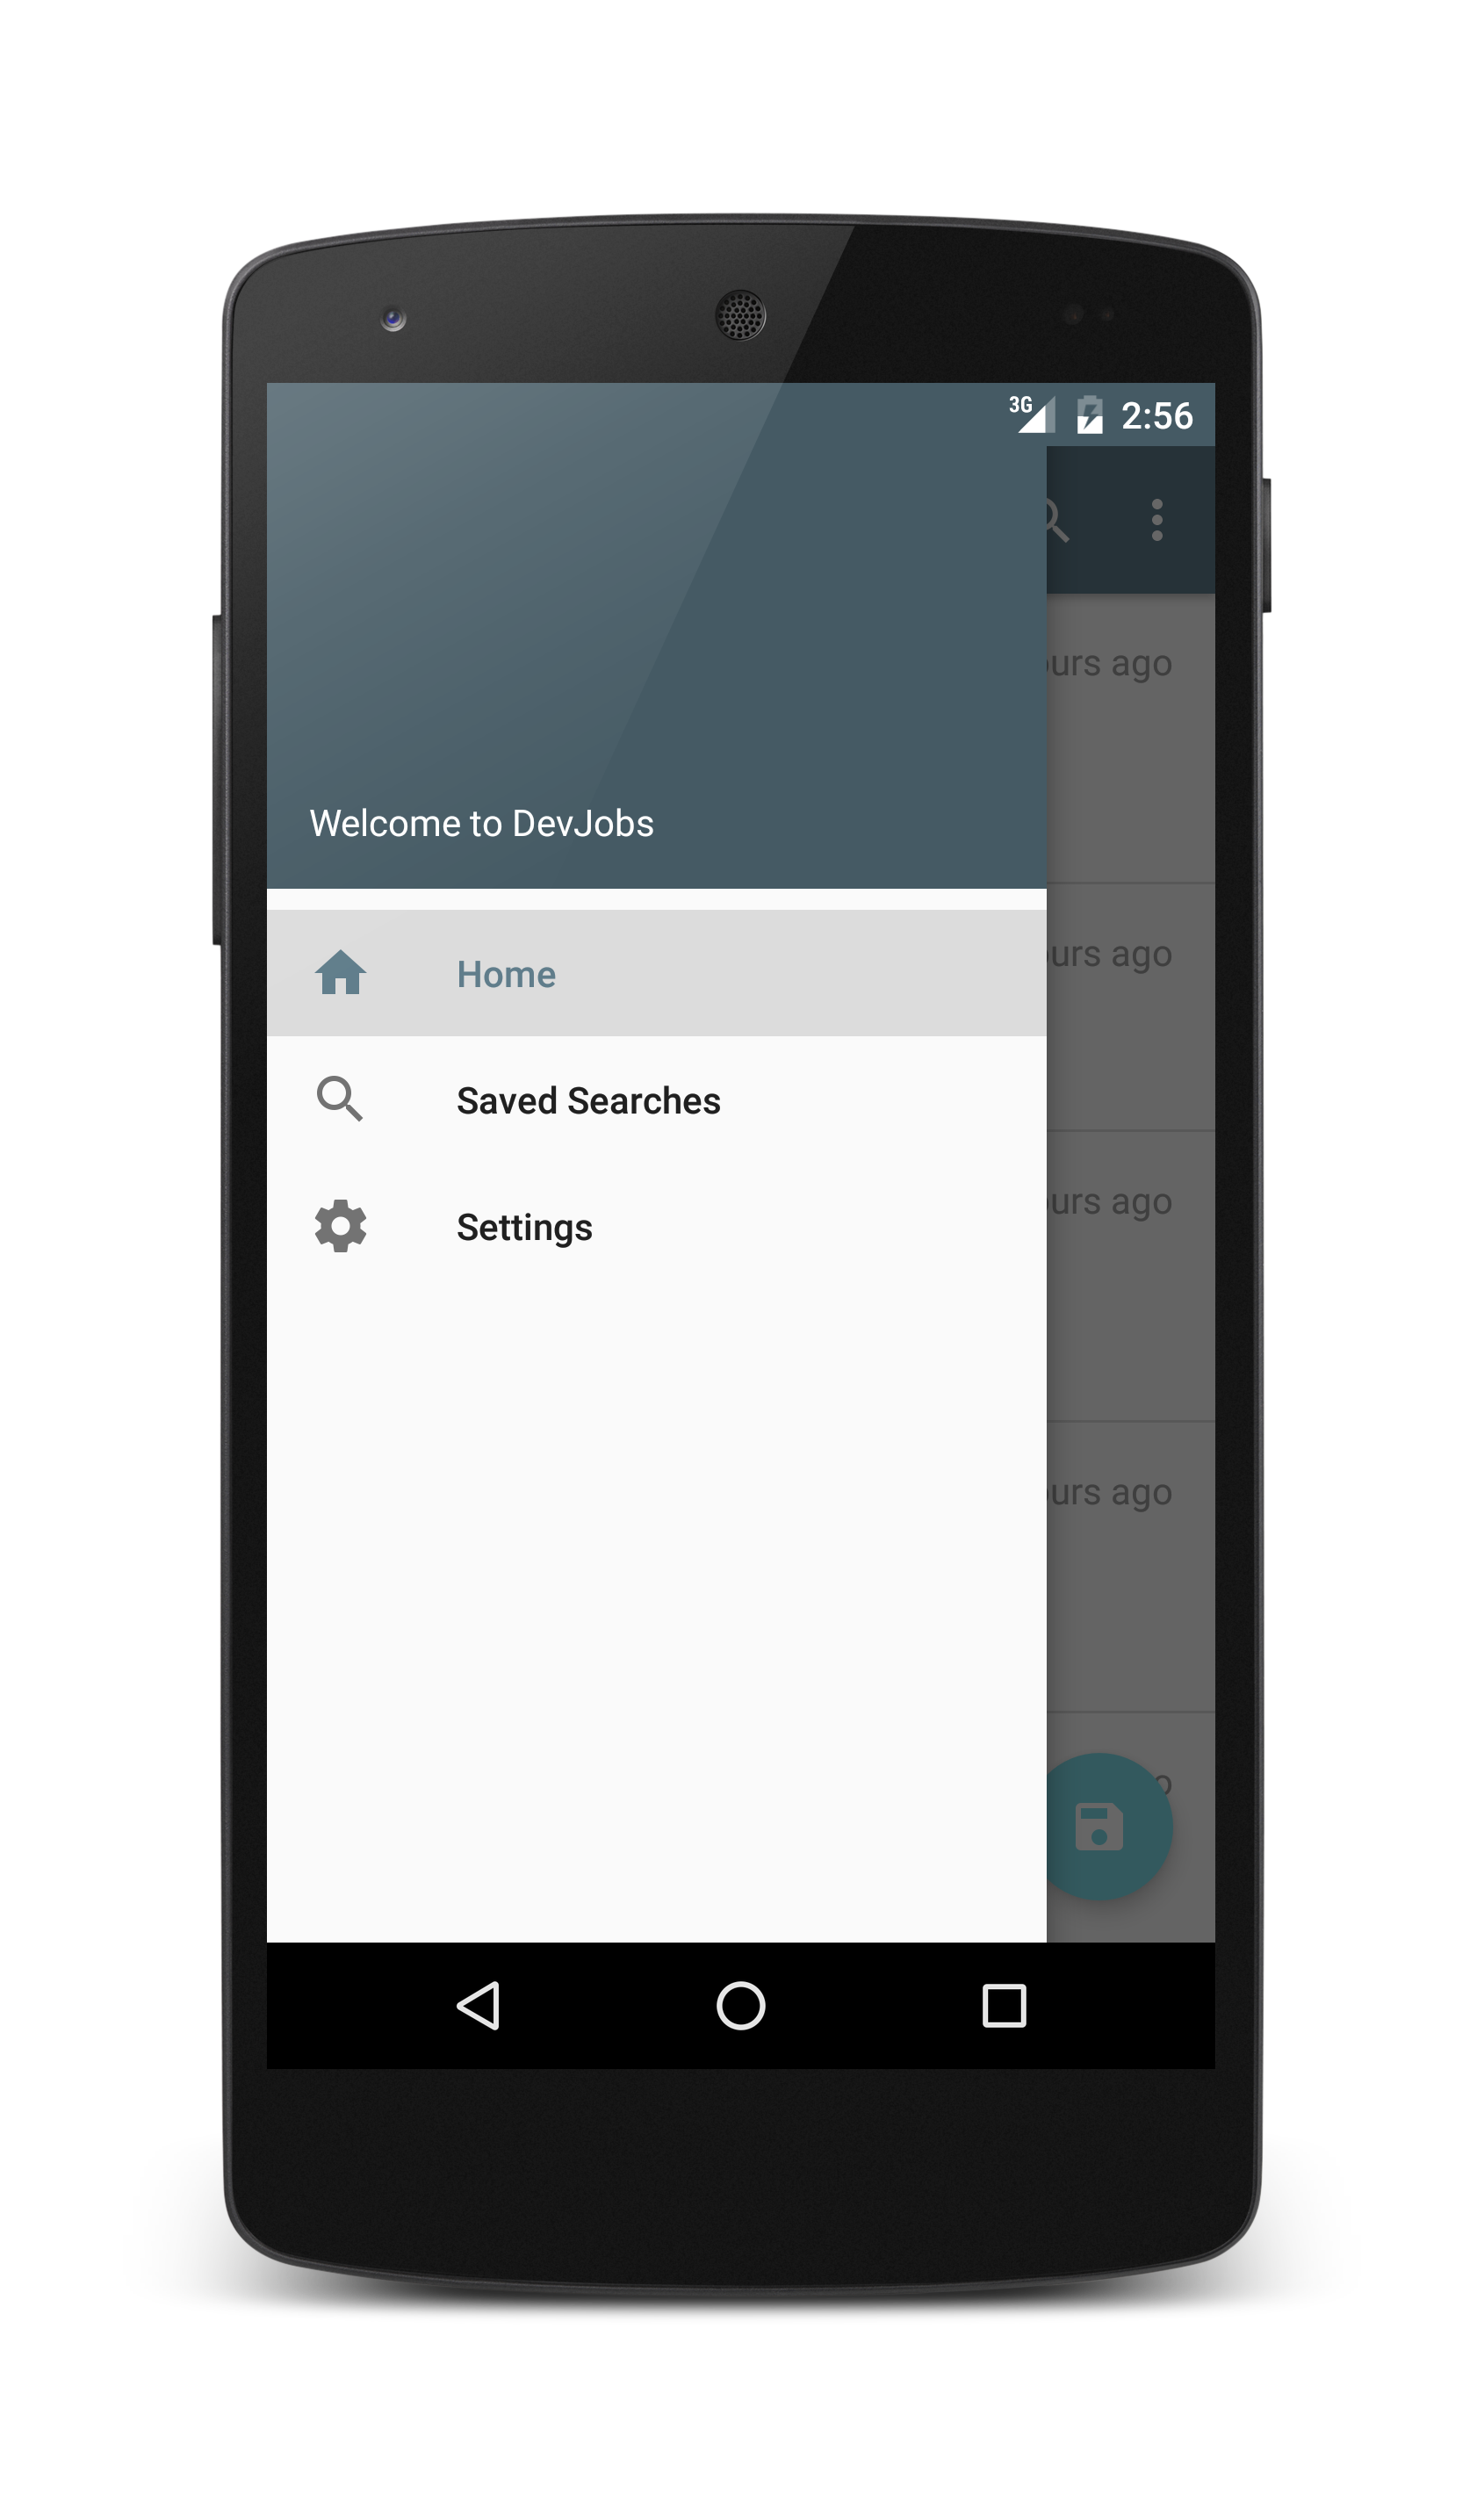 3G 2:56
urs ago
Welcome to DevJobs
urs ago
Home
Saved Searches
urs ago
Settings
urs ago
o